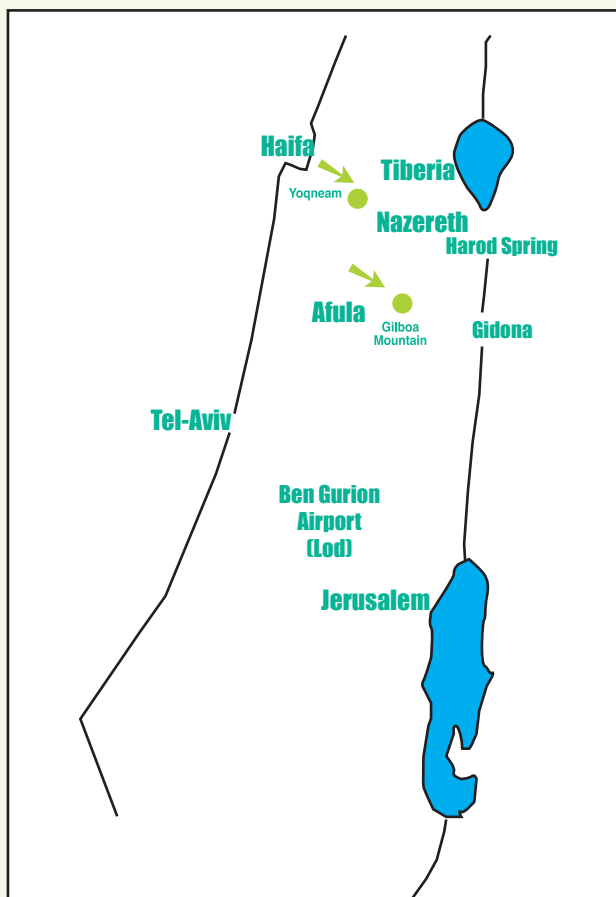 Haifa
Tiberia
Yoqneam
Nazereth
Harod Spring
Afula
Gilboa
Mountain
Gidona
Tel-Aviv
Ben Gurion
Airport
(Lod)
Jerusalem